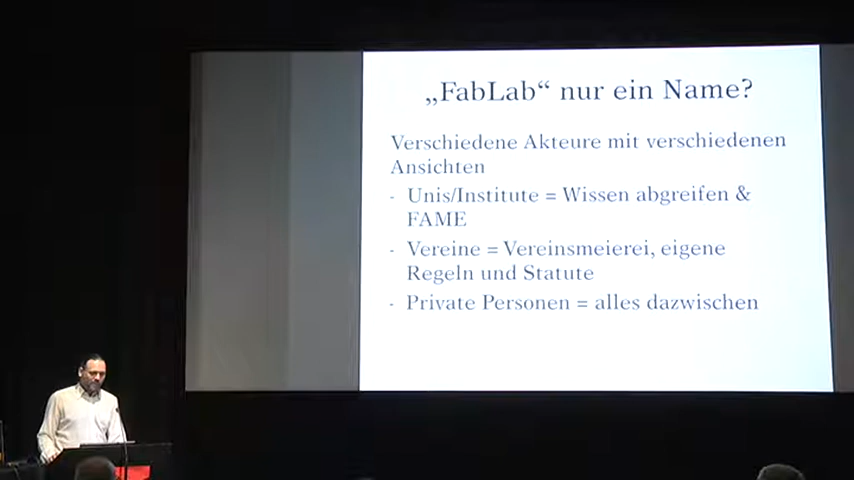 „FabLab“ nur ein Name?
Verschiedene Akteure mit verschiedenen
Ansichten
- Unis/Institute = Wissen abgreifen &
FAME
- Vereine = Vereinsmeierei, eigene
Regeln und Statute
- Private Personen = alles dazwischen